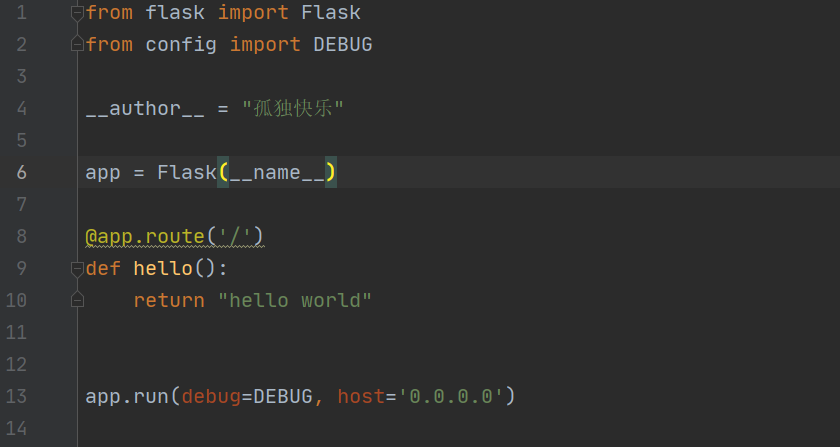 1 from flask import Flask
2 from config import DEBUG
3
4 __author__ = "孤独快乐"
5
6 app = Flask(__name__)
7
8 @app.route('/')
9 def hello():
10     return "hello world"
11
12
13 app.run(debug=DEBUG, host='0.0.0.0')
14